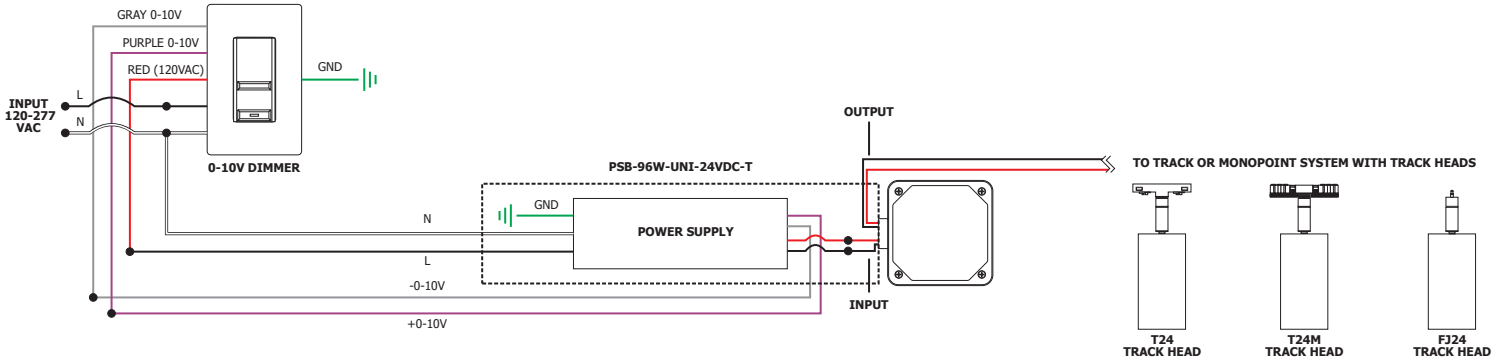 GRAY 0-10V
PURPLE 0-10V
RED (120VAC)
GND
INPUT
120-277
VAC
L
N
0-10V DIMMER
PSB-96W-UNI-24VDC-T
GND
POWER SUPPLY
N
L
-0-10V
+0-10V
OUTPUT
INPUT
TO TRACK OR MONOPOINT SYSTEM WITH TRACK HEADS
T24
TRACK HEAD
T24M
TRACK HEAD
FJ24
TRACK HEAD